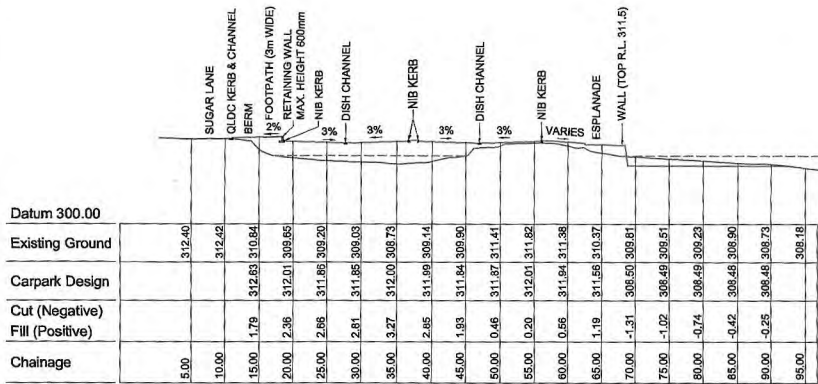 SUGAR LANE
QLDC KERB & CHANNEL
BERM
FOOTPATH (3m WIDE)
RETAINING WALL
MAX. HEIGHT 600mm
NIB KERB
DISH CHANNEL
NIB KERB
DISH CHANNEL
NIB KERB
ESPLANADE
WALL (TOP R.L. 311.5)
2% 3% 3% 3% 3% VARIES
Datum 300.00
Existing Ground 312.40 312.42 310.84 309.65 309.20 309.03 308.73 309.14 309.90 311.41 311.82 311.38 310.37 309.81 309.51 309.23 308.90 308.73 308.18
Carpark Design 312.63 312.01 311.86 311.85 312.00 311.99 311.84 311.87 312.01 311.94 311.56 308.50 308.49 308.49 308.48 308.48
Cut (Negative)
Fill (Positive) 1.79 2.36 2.66 2.81 3.27 2.85 1.93 0.46 0.20 0.56 1.19 -1.31 -1.02 -0.74 -0.42 -0.25
Chainage 5.00 10.00 15.00 20.00 25.00 30.00 35.00 40.00 45.00 50.00 55.00 60.00 65.00 70.00 75.00 80.00 85.00 90.00 95.00